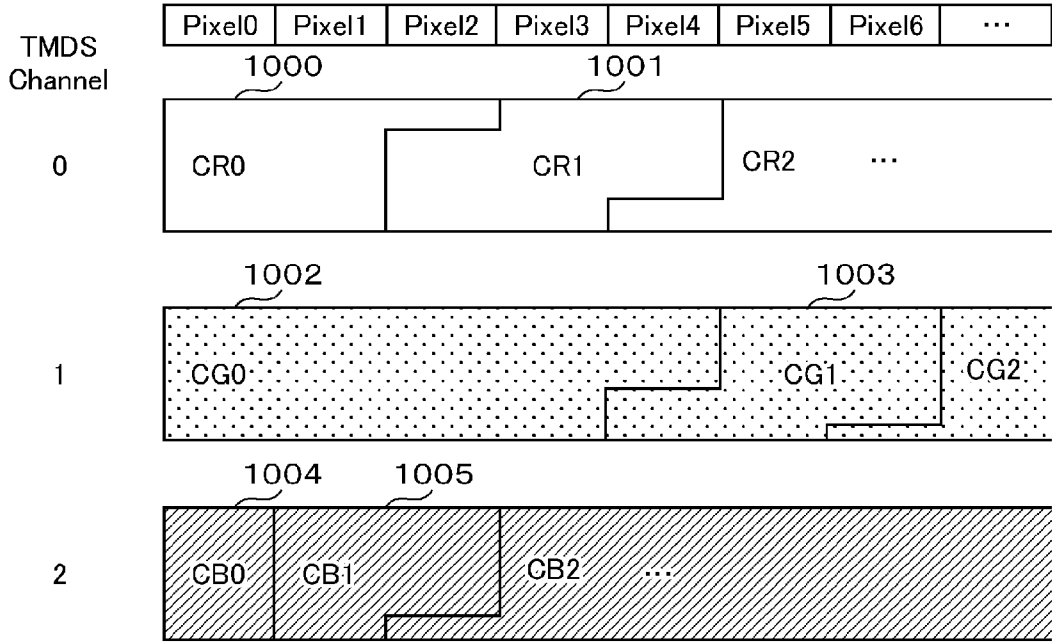 Pixel0 Pixel1 Pixel2 Pixel3 Pixel4 Pixel5 Pixel6 ...
TMDS
Channel
1000 1001
0 CR0 CR1 CR2 ...
1002 1003
1 CG0 CG1 CG2
1004 1005
2 CB0 CB1 CB2 ...